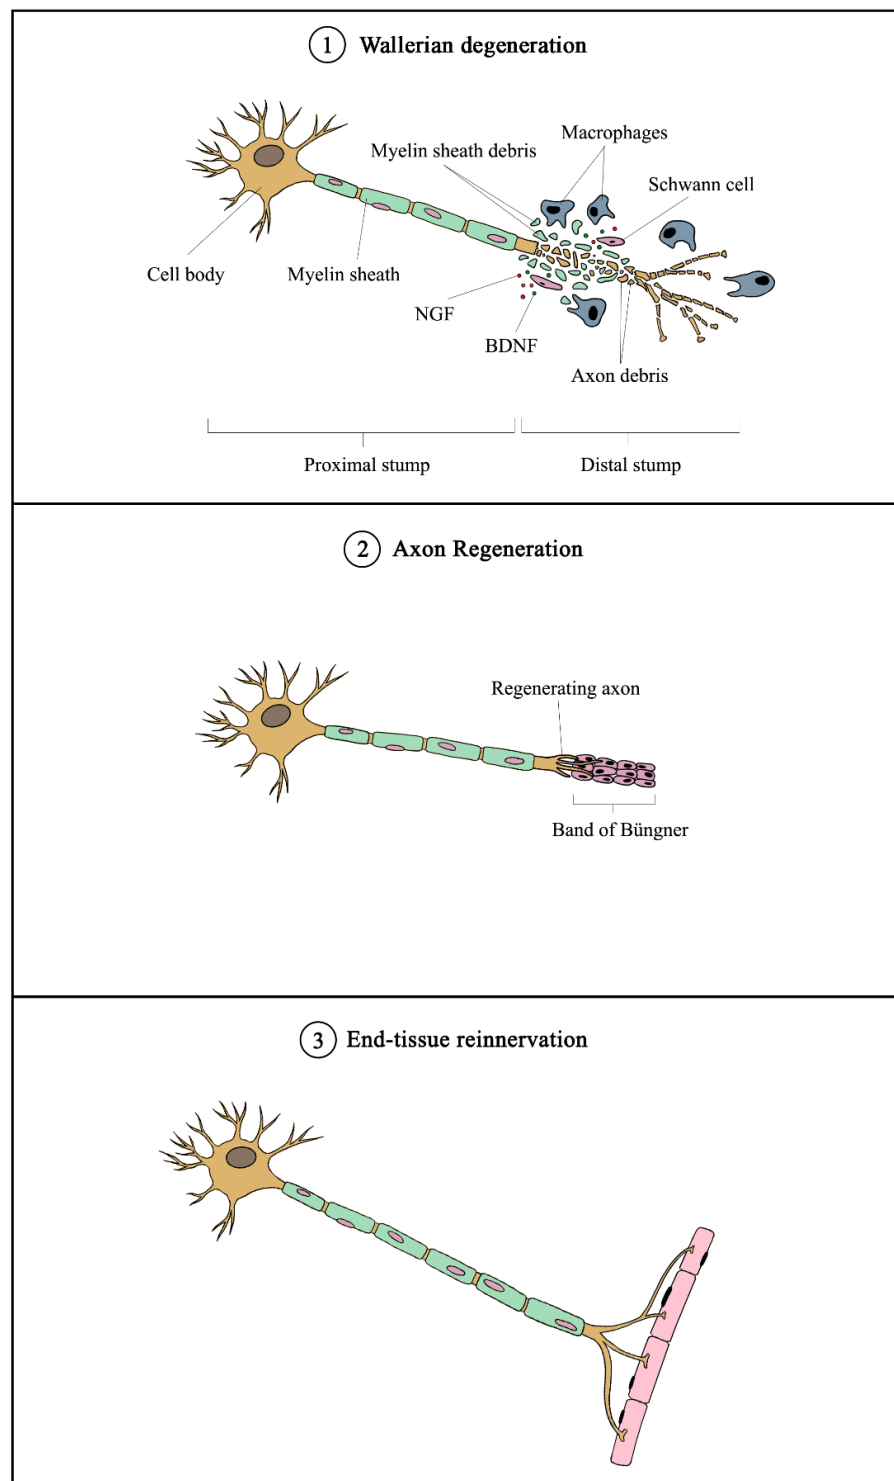 1 Wallerian degeneration
Macrophages
Myelin sheath debris
Schwann cell
Cell body
Myelin sheath
NGF
BDNF
Axon debris
Proximal stump
Distal stump
2 Axon Regeneration
Regenerating axon
Band of Büngner
3 End-tissue reinnervation